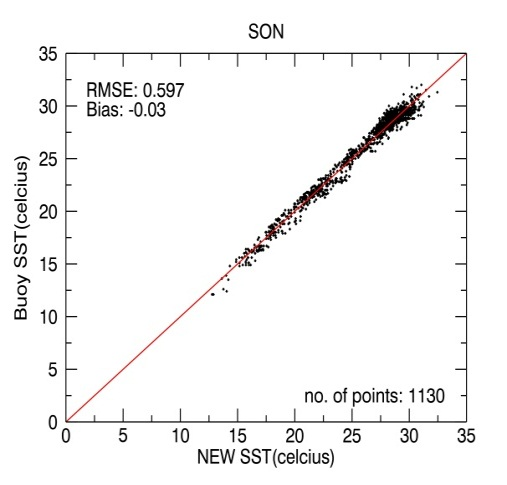 SON
35
30
25
20
15
10
5
0
Buoy SST(celcius)
RMSE: 0.597
Bias: -0.03
no. of points: 1130
0 5 10 15 20 25 30 35
NEW SST(celcius)